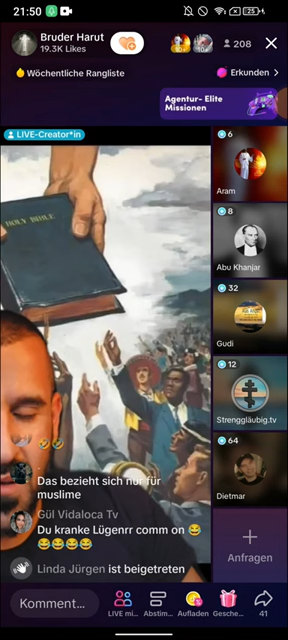 21:50
25
Bruder Harut
19.3K Likes
208
Wöchentliche Rangliste
Erkunden >
Agentur- Elite
Missionen
LIVE-Creator*in
6
Aram
HOLY BIBLE
8
Abu Khanjar
32
Gudi
12
Strenggläubig.tv
64
Dietmar
🤣🤣
Das bezieht sich nur für
muslime
Gül Vidaloca Tv
Du kranke Lügenrr comm on 😂
😂😂😂😂
Linda Jürgen ist beigetreten
+
Anfragen
Komment...
LIVE mi...
Abstim...
Aufladen
Gesche...
41